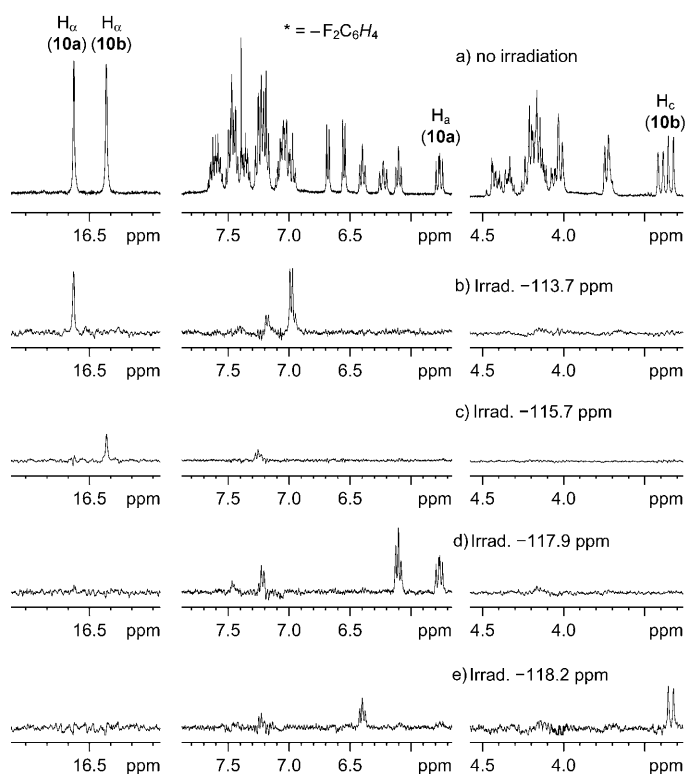 Hα Hα
(10a) (10b)
* = –F₂C₆H₄
a) no irradiation
Ha
(10a)
Hc
(10b)
16.5 ppm 7.5 7.0 6.5 ppm 4.5 4.0 ppm
b) Irrad. −113.7 ppm
16.5 ppm 7.5 7.0 6.5 ppm 4.5 4.0 ppm
c) Irrad. −115.7 ppm
16.5 ppm 7.5 7.0 6.5 ppm 4.5 4.0 ppm
d) Irrad. −117.9 ppm
16.5 ppm 7.5 7.0 6.5 ppm 4.5 4.0 ppm
e) Irrad. −118.2 ppm
16.5 ppm 7.5 7.0 6.5 ppm 4.5 4.0 ppm